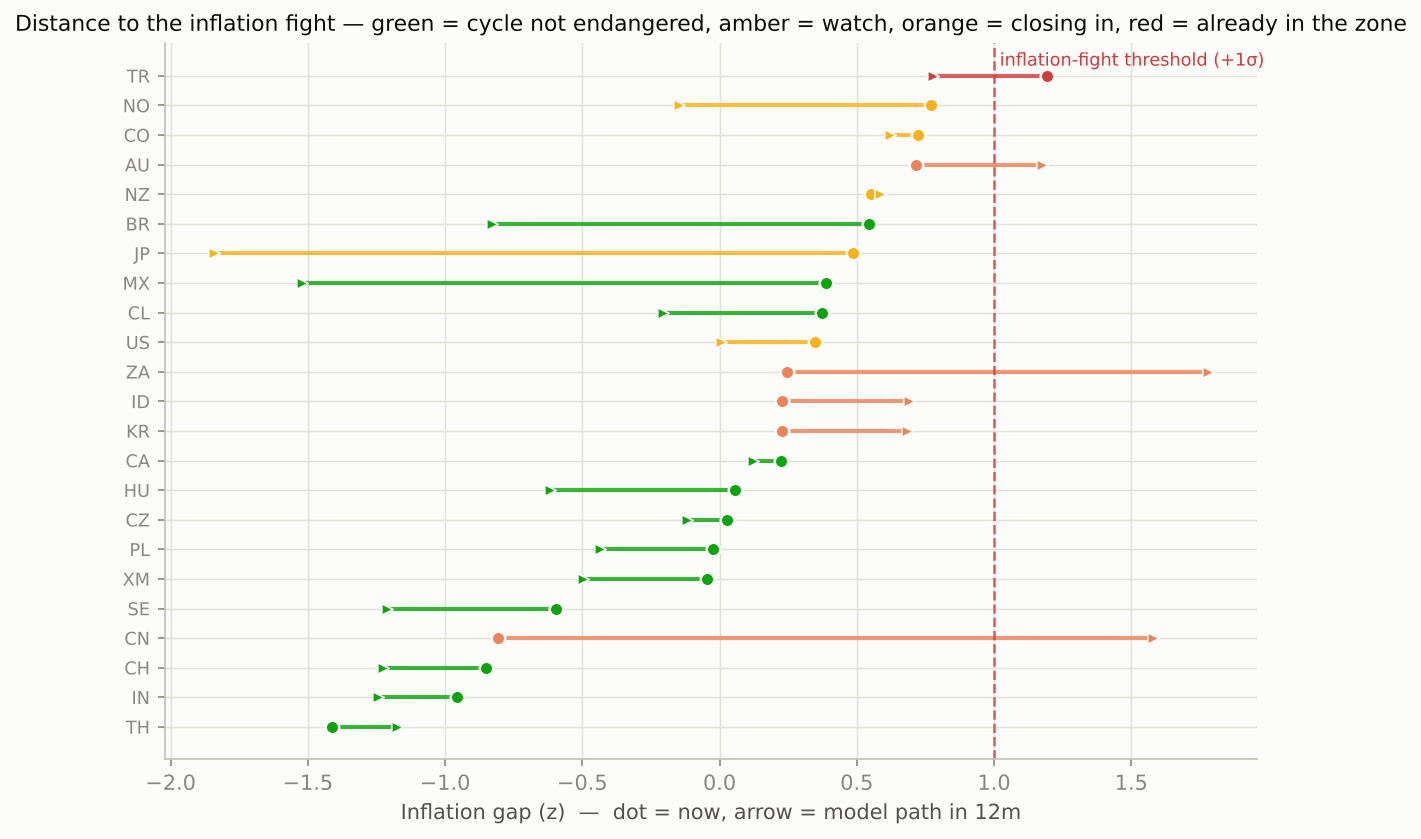 Distance to the inflation fight — green = cycle not endangered, amber = watch, orange = closing in, red = already in the zone
inflation-fight threshold (+1σ)
TR
NO
CO
AU
NZ
BR
JP
MX
CL
US
ZA
ID
KR
CA
HU
CZ
PL
XM
SE
CN
CH
IN
TH
−2.0 −1.5 −1.0 −0.5 0.0 0.5 1.0 1.5
Inflation gap (z) — dot = now, arrow = model path in 12m